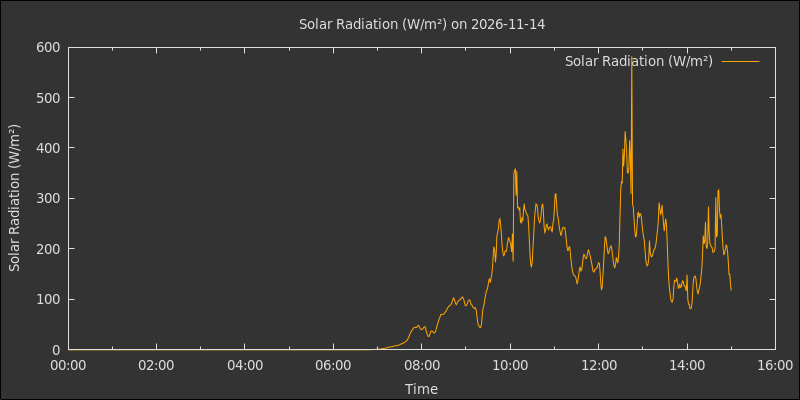 Solar Radiation (W/m²) on 2026-11-14
Solar Radiation (W/m²)
600
500
400
300
200
100
0
Solar Radiation (W/m²)
00:00 02:00 04:00 06:00 08:00 10:00 12:00 14:00 16:00
Time